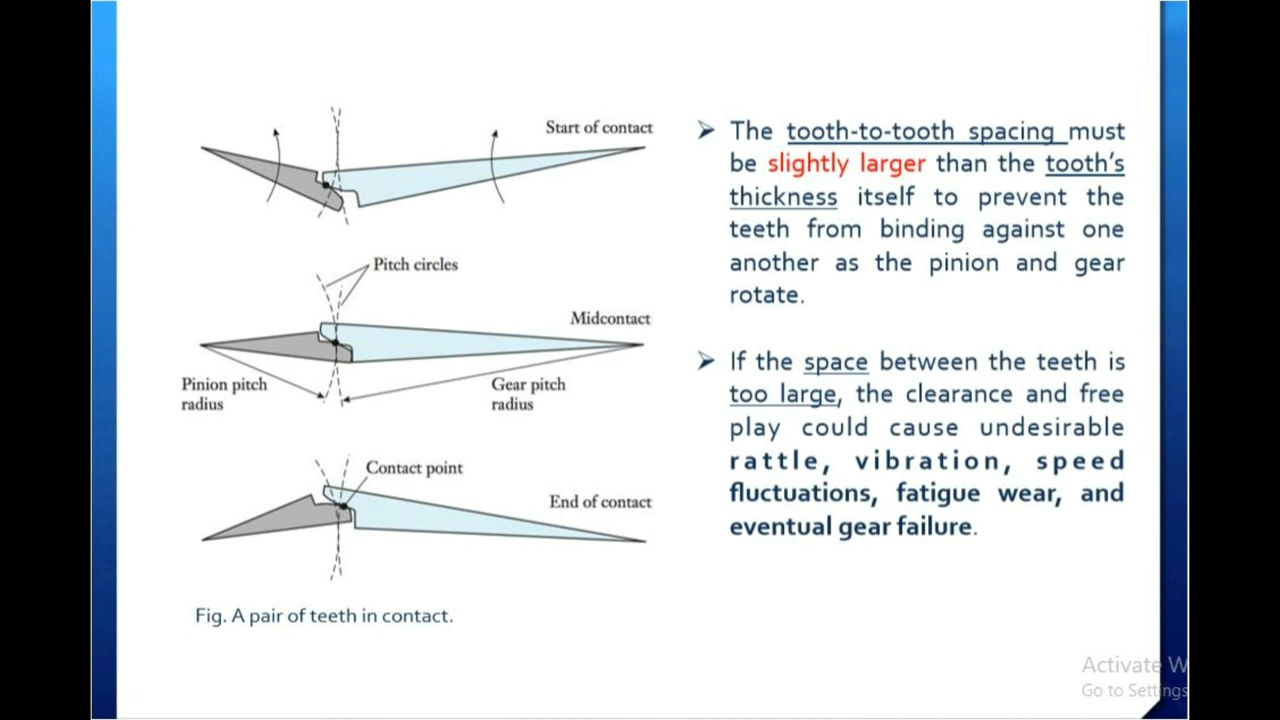 Start of contact
Pitch circles
Midcontact
Pinion pitch
radius
Gear pitch
radius
Contact point
End of contact
Fig. A pair of teeth in contact.
➤ The tooth-to-tooth spacing must
be slightly larger than the tooth's
thickness itself to prevent the
teeth from binding against one
another as the pinion and gear
rotate.
➤ If the space between the teeth is
too large, the clearance and free
play could cause undesirable
rattle, vibration, speed
fluctuations, fatigue wear, and
eventual gear failure.
Activate W
Go to Settings